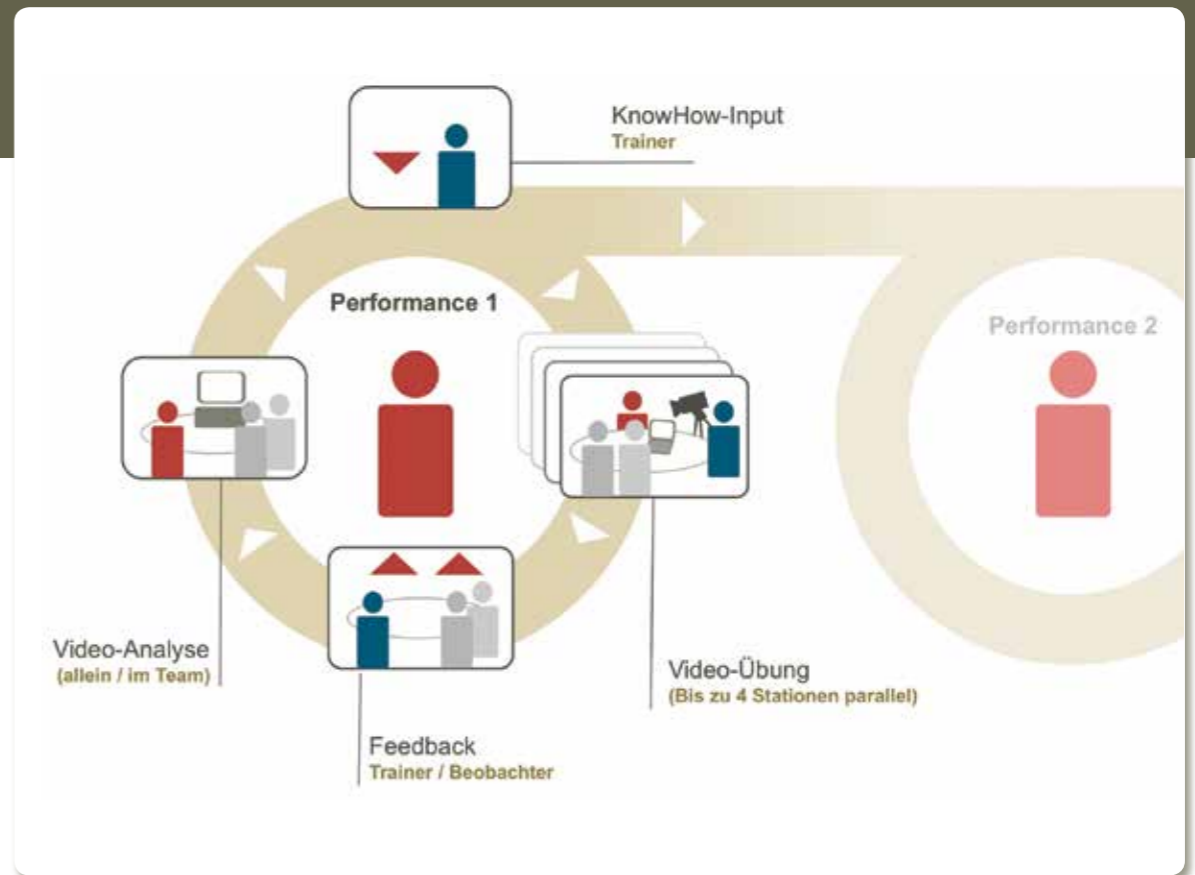 KnowHow-Input
Trainer
Performance 1
Performance 2
Video-Analyse
(allein / im Team)
Video-Übung
(Bis zu 4 Stationen parallel)
Feedback
Trainer / Beobachter